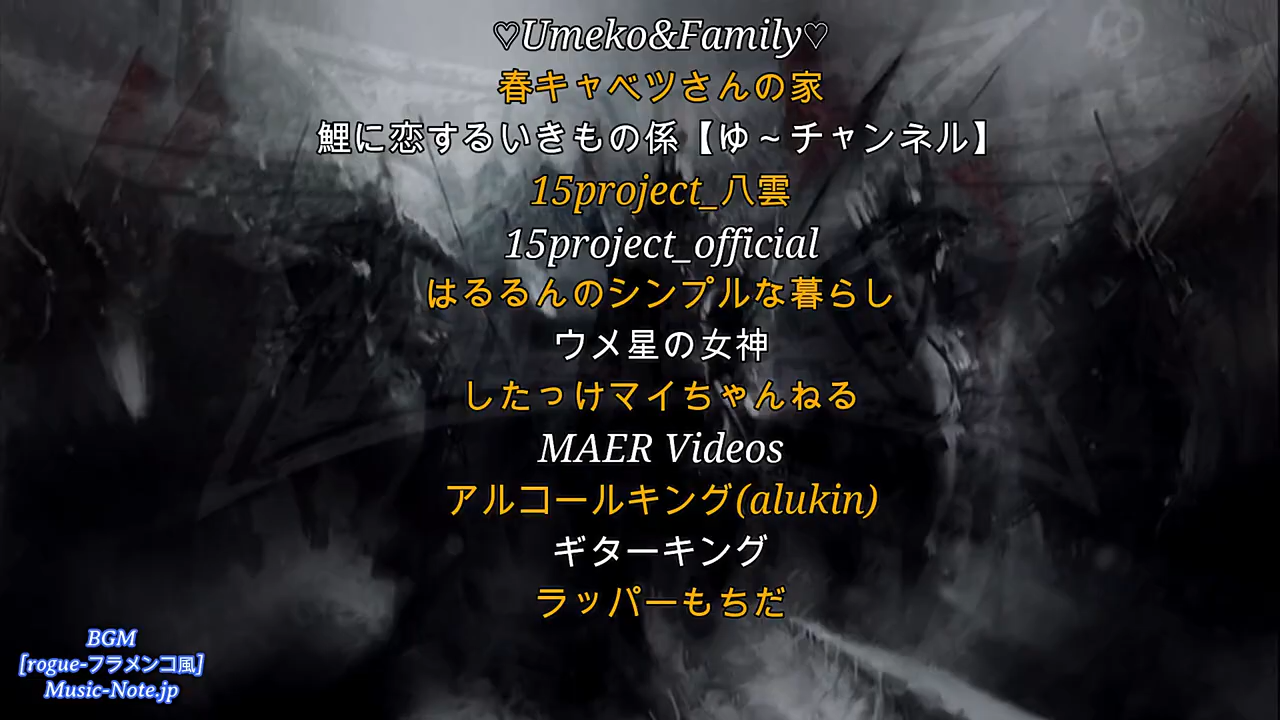 ♡Umeko&Family♡
春キャベツさんの家
鯉に恋するいきもの係【ゆ～チャンネル】
15project_八雲
15project_official
はるるんのシンプルな暮らし
ウメ星の女神
したっけマイちゃんねる
MAER Videos
アルコールキング(alukin)
ギターキング
ラッパーもちだ
BGM
[rogue-フラメンコ風]
Music-Note.jp